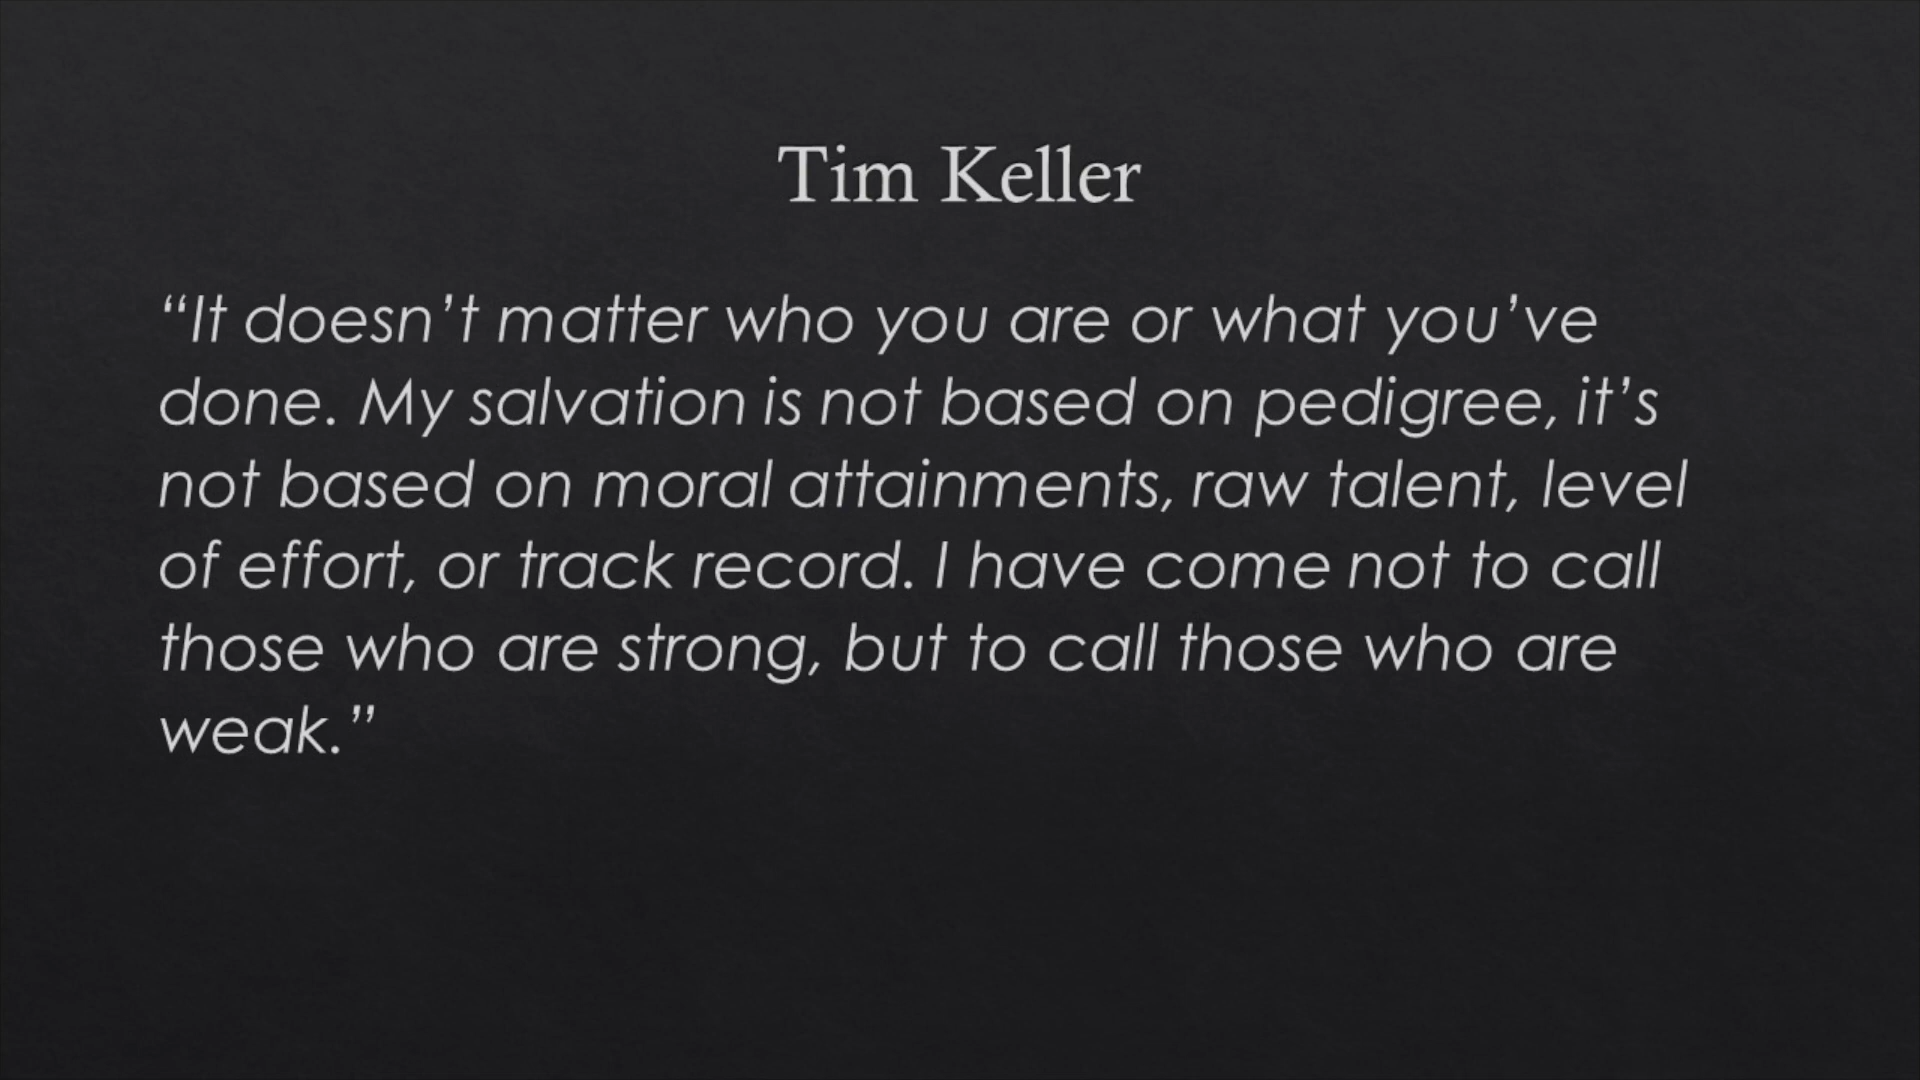 Tim Keller
“It doesn’t matter who you are or what you’ve
done. My salvation is not based on pedigree, it’s
not based on moral attainments, raw talent, level
of effort, or track record. I have come not to call
those who are strong, but to call those who are
weak.”